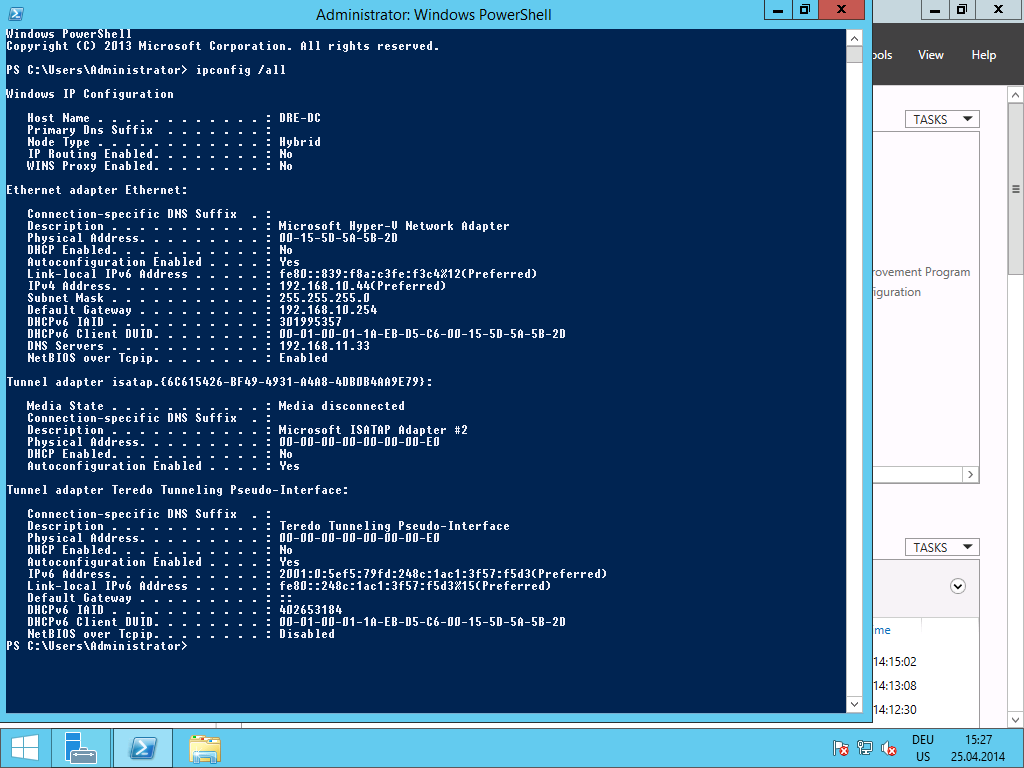 Administrator: Windows PowerShell
Windows PowerShell
Copyright (C) 2013 Microsoft Corporation. All rights reserved.
PS C:\Users\Administrator> ipconfig /all
Windows IP Configuration
Host Name . . . . . . . . . . . . : DRE-DC
Primary Dns Suffix  . . . . . . . :
Node Type . . . . . . . . . . . . : Hybrid
IP Routing Enabled. . . . . . . . : No
WINS Proxy Enabled. . . . . . . . : No
Ethernet adapter Ethernet:
Connection-specific DNS Suffix  . :
Description . . . . . . . . . . . : Microsoft Hyper-V Network Adapter
Physical Address. . . . . . . . . : 00-15-5D-5A-5B-2D
DHCP Enabled. . . . . . . . . . . : No
Autoconfiguration Enabled . . . . : Yes
Link-local IPv6 Address . . . . . : fe80::839:f8a:c3fe:f3c4%12(Preferred)
IPv4 Address. . . . . . . . . . . : 192.168.10.44(Preferred)
Subnet Mask . . . . . . . . . . . : 255.255.255.0
Default Gateway . . . . . . . . . : 192.168.10.254
DHCPv6 IAID . . . . . . . . . . . : 301995357
DHCPv6 Client DUID. . . . . . . . : 00-01-00-01-1A-EB-D5-C6-00-15-5D-5A-5B-2D
DNS Servers . . . . . . . . . . . : 192.168.11.33
NetBIOS over Tcpip. . . . . . . . : Enabled
Tunnel adapter isatap.{6C615426-BF49-4931-A4A8-4DB0B4AA9E79}:
Media State . . . . . . . . . . . : Media disconnected
Connection-specific DNS Suffix  . :
Description . . . . . . . . . . . : Microsoft ISATAP Adapter #2
Physical Address. . . . . . . . . : 00-00-00-00-00-00-00-E0
DHCP Enabled. . . . . . . . . . . : No
Autoconfiguration Enabled . . . . : Yes
Tunnel adapter Teredo Tunneling Pseudo-Interface:
Connection-specific DNS Suffix  . :
Description . . . . . . . . . . . : Teredo Tunneling Pseudo-Interface
Physical Address. . . . . . . . . : 00-00-00-00-00-00-00-E0
DHCP Enabled. . . . . . . . . . . : No
Autoconfiguration Enabled . . . . : Yes
IPv6 Address. . . . . . . . . . . : 2001:0:5ef5:79fd:248c:1ac1:3f57:f5d3(Preferred)
Link-local IPv6 Address . . . . . : fe80::248c:1ac1:3f57:f5d3%15(Preferred)
Default Gateway . . . . . . . . . : ::
DHCPv6 IAID . . . . . . . . . . . : 402653184
DHCPv6 Client DUID. . . . . . . . : 00-01-00-01-1A-EB-D5-C6-00-15-5D-5A-5B-2D
NetBIOS over Tcpip. . . . . . . . : Disabled
PS C:\Users\Administrator>
ools View Help
TASKS
rovement Program
iguration
TASKS
me
14:15:02
14:13:08
14:12:30
DEU
US
15:27
25.04.2014